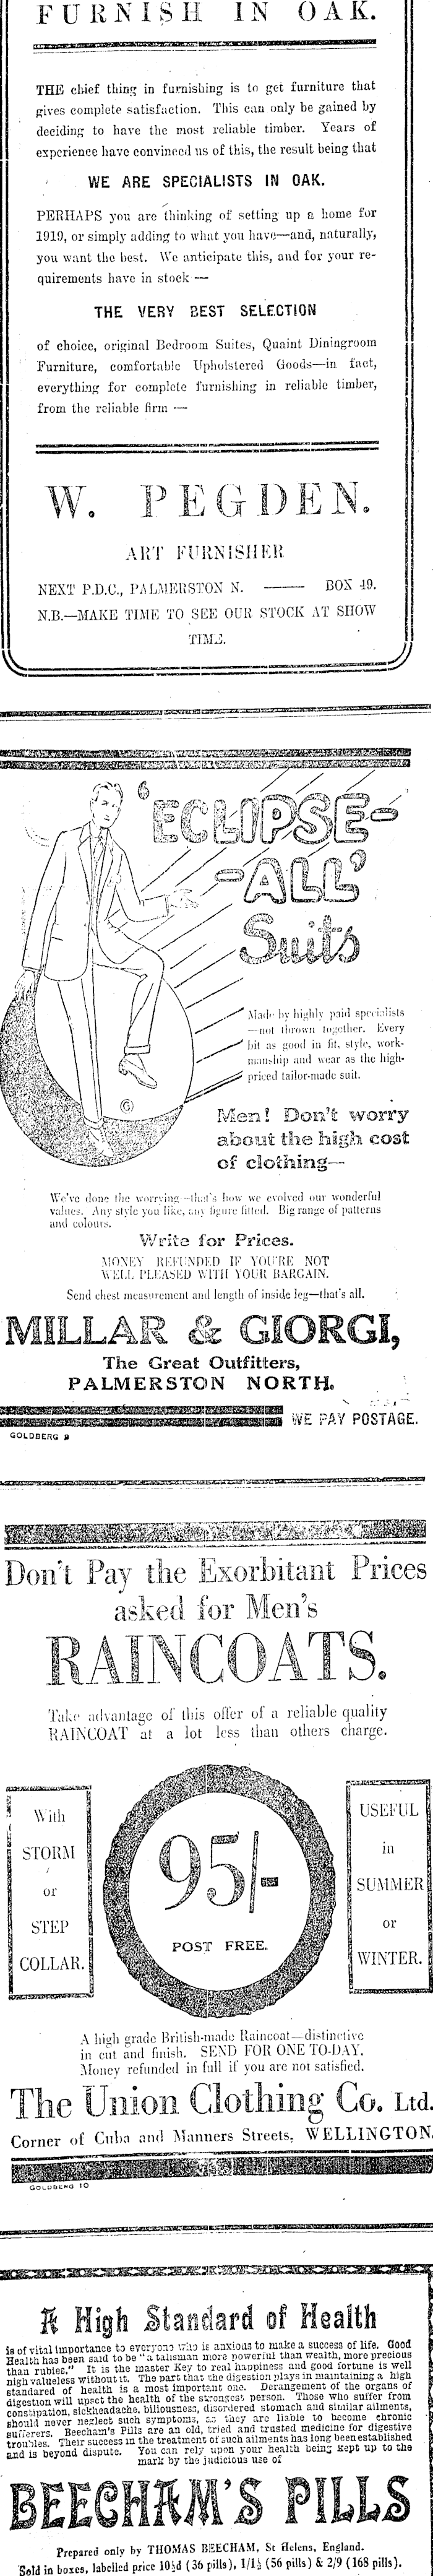 FURNISH IN OAK.
THE chief thing in furnishing is to get furniture that
gives complete satisfaction. This can only be gained by
deciding to have the most reliable timber. Years of
experience have convinced us of this, the result being that
WE ARE SPECIALISTS IN OAK.
PERHAPS you are thinking of setting up a home for
1919, or simply adding to what you have—and, naturally,
you want the best. We anticipate this, and for your re-
quirements have in stock —
THE VERY BEST SELECTION
of choice, original Bedroom Suites, Quaint Diningroom
Furniture, comfortable Upholstered Goods—in fact,
everything for complete furnishing in reliable timber,
from the reliable firm —
W. PEGDEN.
ART FURNISHER
NEXT P.D.C., PALMERSTON N. —— BOX 49.
N.B.—MAKE TIME TO SEE OUR STOCK AT SHOW
TIME.
'ECLIPSE-
-ALL'
Suits
Made by highly paid specialists
—not thrown together. Every
bit as good in fit, style, work-
manship and wear as the high-
priced tailor-made suit.
G
Men! Don't worry
about the high cost
of clothing—
We've done the worrying—that's how we evolved our wonderful
values. Any style you like, any figure fitted. Big range of patterns
and colours.
Write for Prices.
MONEY REFUNDED IF YOU'RE NOT
WELL PLEASED WITH YOUR BARGAIN.
Send chest measurement and length of inside leg—that's all.
MILLAR & GIORGI,
The Great Outfitters,
PALMERSTON NORTH.
WE PAY POSTAGE.
GOLDBERG 9
Don't Pay the Exorbitant Prices
asked for Men's
RAINCOATS.
Take advantage of this offer of a reliable quality
RAINCOAT at a lot less than others charge.
With
STORM
or
STEP
COLLAR.
95/-
POST FREE.
USEFUL
in
SUMMER
or
WINTER.
A high grade British-made Raincoat—distinctive
in cut and finish. SEND FOR ONE TO-DAY.
Money refunded in full if you are not satisfied.
The Union Clothing Co. Ltd.
Corner of Cuba and Manners Streets, WELLINGTON.
GOLDBERG 10
A High Standard of Health
is of vital importance to everyone who is anxious to make a success of life. Good
Health has been said to be "a talisman more powerful than wealth, more precious
than rubies." It is the master Key to real happiness and good fortune is well
nigh valueless without it. The part that the digestion plays in maintaining a high
standard of health is a most important one. Derangement of the organs of
digestion will upset the health of the strongest person. Those who suffer from
constipation, sickheadache, biliousness, disordered stomach and similar ailments,
should never neglect such symptoms, as they are liable to become chronic
sufferers. Beecham's Pills are an old, tried and trusted medicine for digestive
troubles. Their success in the treatment of such ailments has long been established
and is beyond dispute. You can rely upon your health being kept up to the
mark by the judicious use of
BEECHAM'S PILLS
Prepared only by THOMAS BEECHAM, St Helens, England.
Sold in boxes, labelled price 10½d (36 pills), 1/1½ (56 pills) & 2/9 (168 pills).